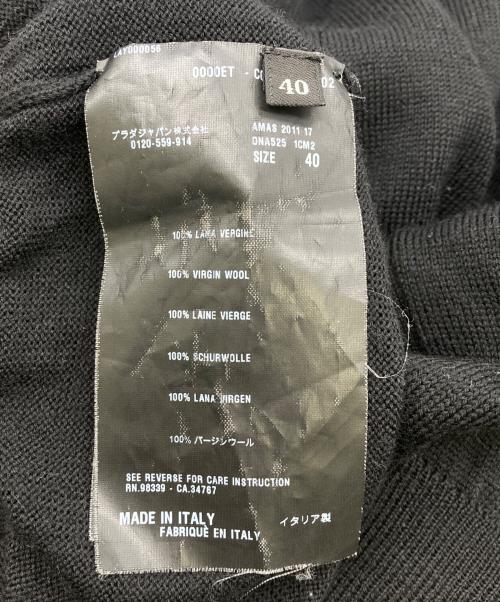 LAY000056
0000ET - C
02
40
プラダジャパン株式会社
0120-559-914
AMAS 2011 17
DNA525 1CM2
SIZE 40
100% LANA VERGINE
100% VIRGIN WOOL
100% LAINE VIERGE
100% SCHURWOLLE
100% LANA VIRGEN
100% バージンウール
SEE REVERSE FOR CARE INSTRUCTION
RN.98339 - CA.34767
MADE IN ITALY イタリア製
FABRIQUÉ EN ITALY